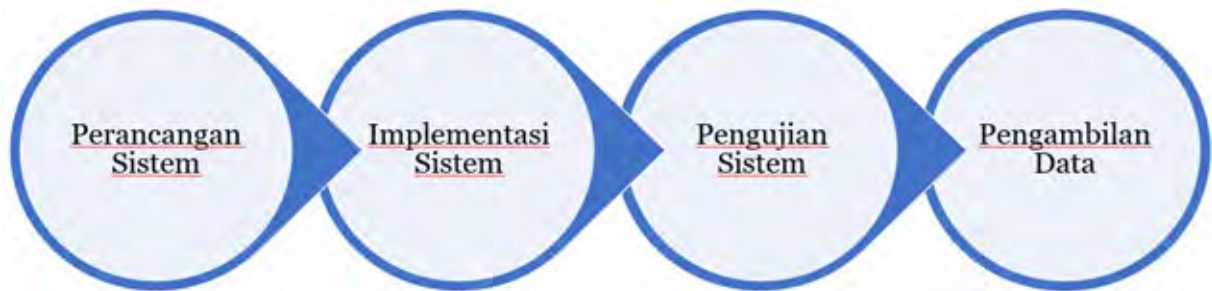 Perancangan
Sistem
Implementasi
Sistem
Pengujian
Sistem
Pengambilan
Data